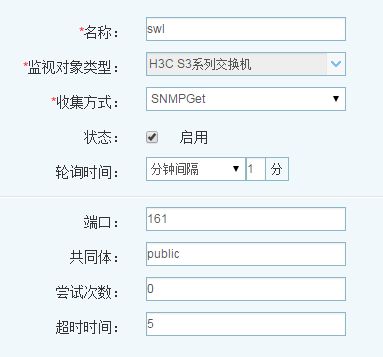 *名称： swl
*监视对象类型： H3C S3系列交换机
*收集方式： SNMPGet
状态： 启用
轮询时间： 分钟间隔 1 分
端口： 161
共同体： public
尝试次数： 0
超时时间： 5